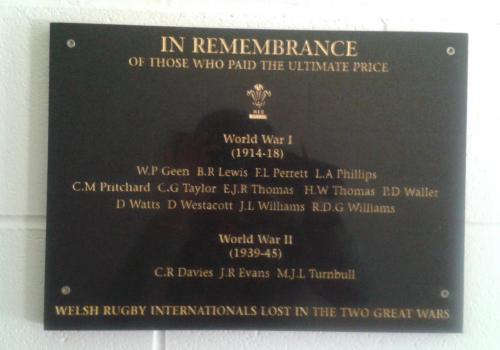 IN REMEMBRANCE
OF THOSE WHO PAID THE ULTIMATE PRICE
World War I
(1914-18)
W.P Geen B.R Lewis F.L Perrett L.A Phillips
C.M Pritchard C.G Taylor E.J.R Thomas H.W Thomas P.D Waller
D Watts D Westacott J.L Williams R.D.G Williams
World War II
(1939-45)
C.R Davies J.R Evans M.J.L Turnbull
WELSH RUGBY INTERNATIONALS LOST IN THE TWO GREAT WARS